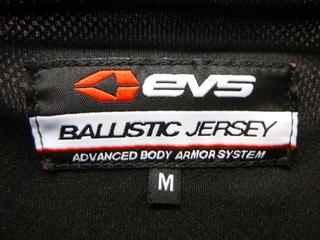 EVS
BALLISTIC JERSEY
ADVANCED BODY ARMOR SYSTEM
M